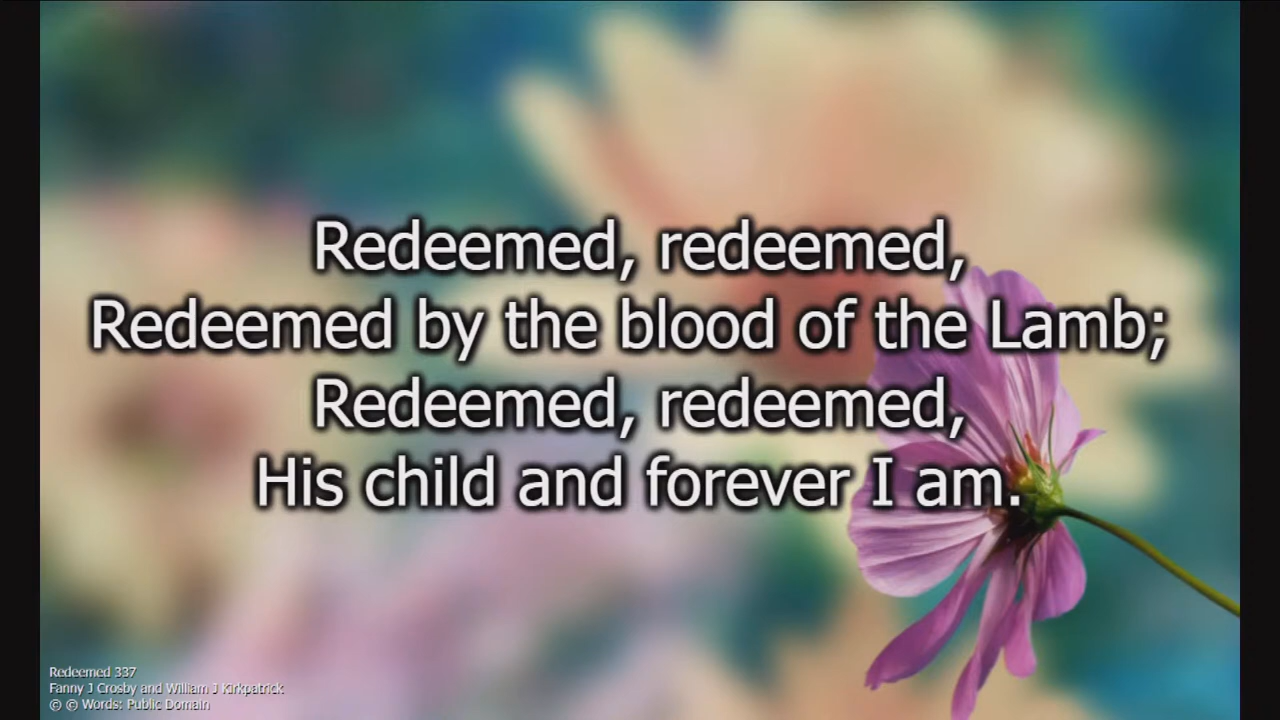 Redeemed, redeemed,
Redeemed by the blood of the Lamb;
Redeemed, redeemed,
His child and forever I am.
Redeemed 337
Fanny J Crosby and William J Kirkpatrick
© © Words: Public Domain